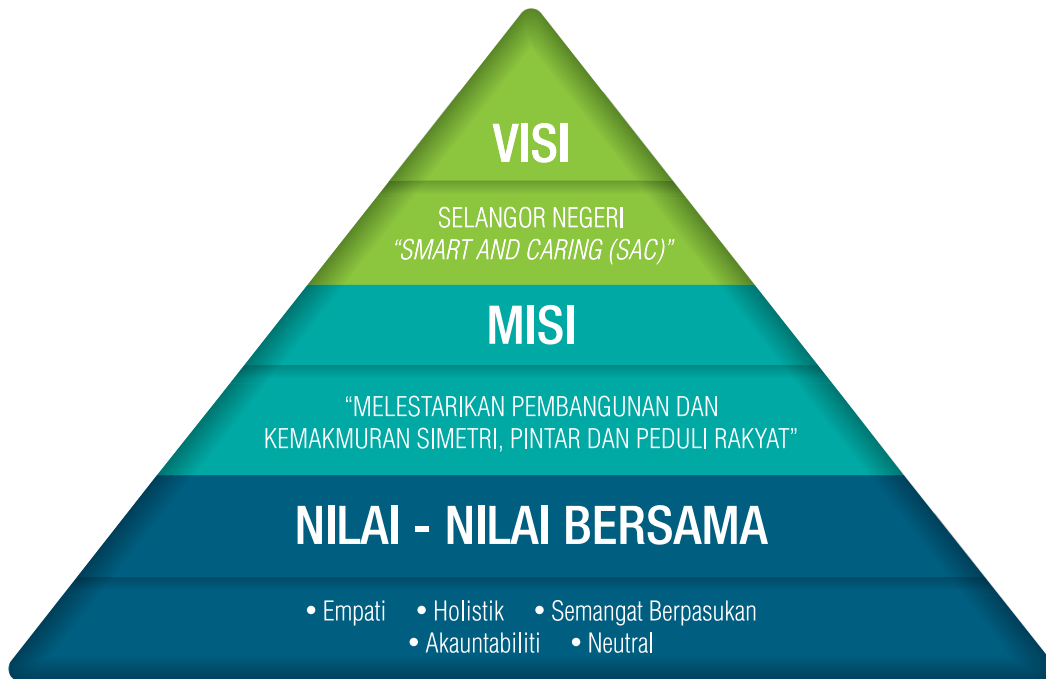 VISI
SELANGOR NEGERI
“SMART AND CARING (SAC)”
MISI
“MELESTARIKAN PEMBANGUNAN DAN
KEMAKMURAN SIMETRI, PINTAR DAN PEDULI RAKYAT”
NILAI - NILAI BERSAMA
• Empati • Holistik • Semangat Berpasukan
• Akauntabiliti • Neutral